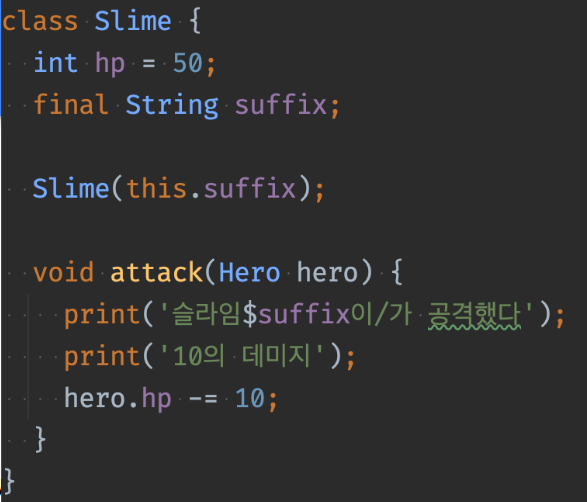 class Slime {
  int hp = 50;
  final String suffix;

  Slime(this.suffix);

  void attack(Hero hero) {
    print('슬라임$suffix이/가 공격했다');
    print('10의 데미지');
    hero.hp -= 10;
  }
}